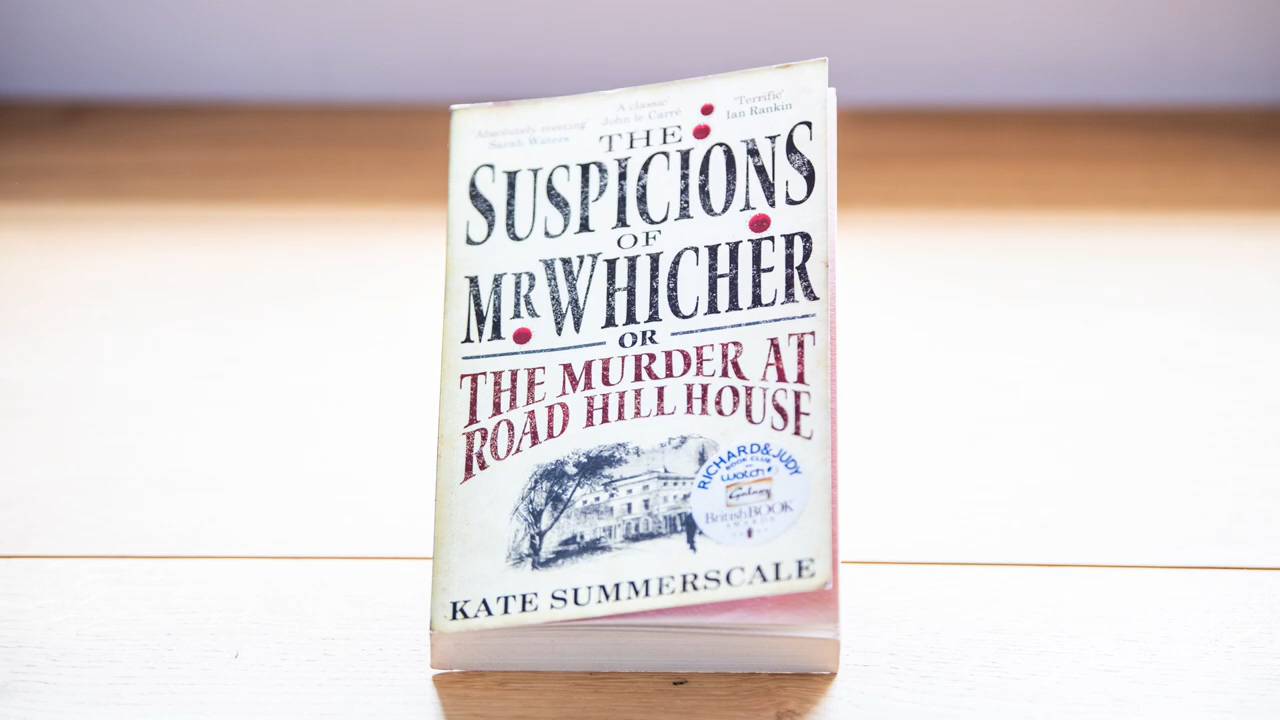 'A classic'
John le Carré
'Terrific'
Ian Rankin
'Absolutely riveting'
Sarah Waters
THE
SUSPICIONS
OF
MR WHICHER
OR
THE MURDER AT
ROAD HILL HOUSE
RICHARD&JUDY
BOOK CLUB
watch
Galaxy
British BOOK
AWARDS
KATE SUMMERSCALE